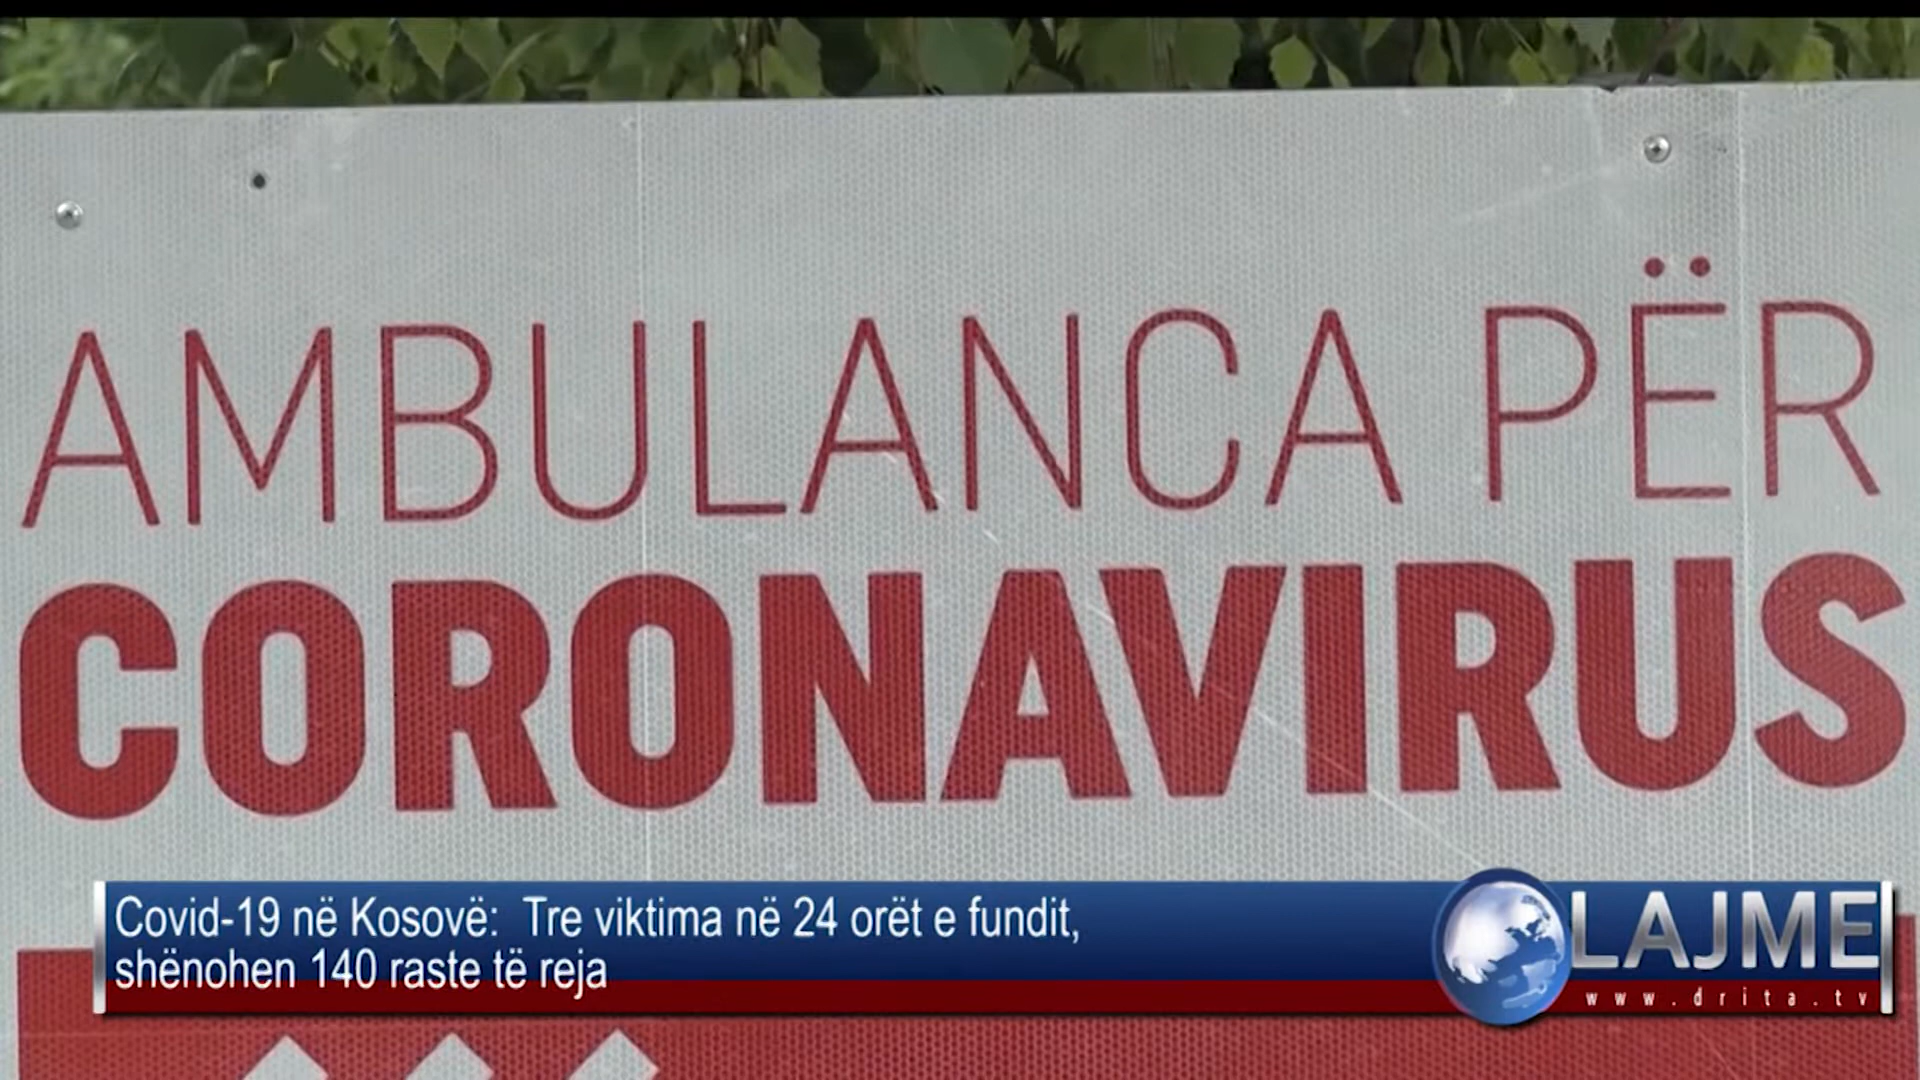 AMBULANCA PËR
CORONAVIRUS
Covid-19 në Kosovë:  Tre viktima në 24 orët e fundit,
shënohen 140 raste të reja
LAJME
www.drita.tv